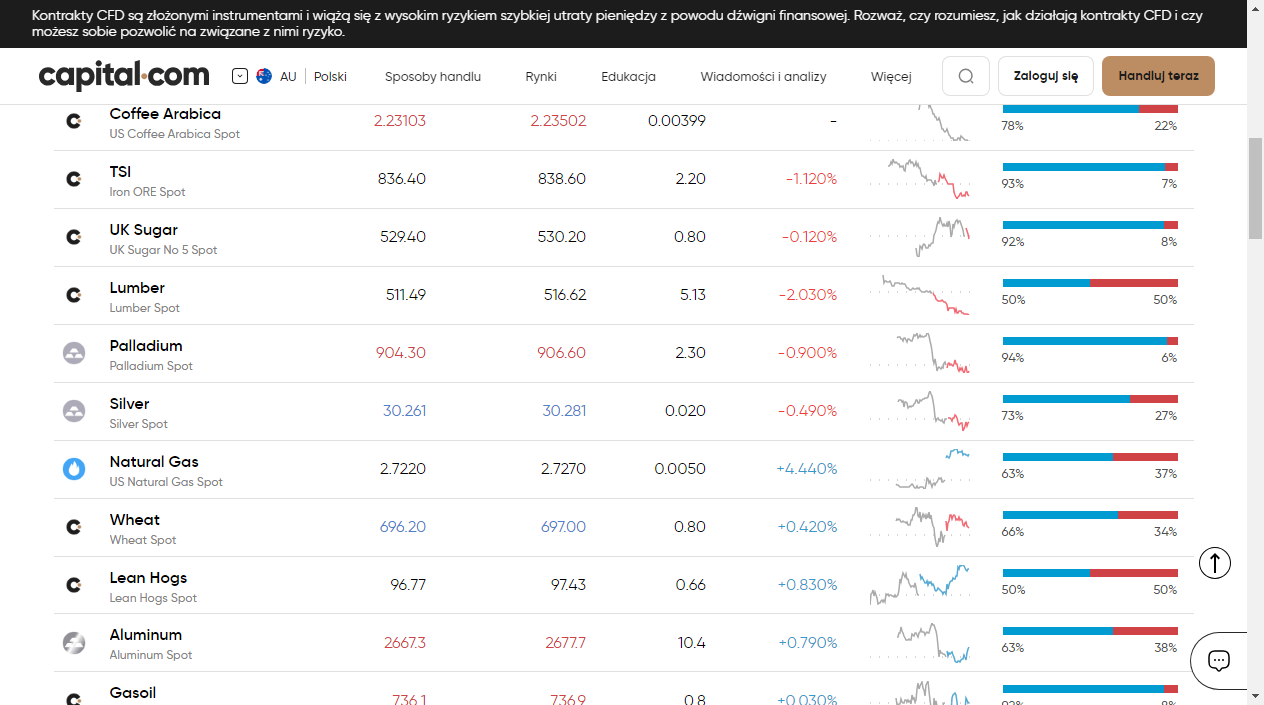 Kontrakty CFD są złożonymi instrumentami i wiążą się z wysokim ryzykiem szybkiej utraty pieniędzy z powodu dźwigni finansowej. Rozważ, czy rozumiesz, jak działają kontrakty CFD i czy
możesz sobie pozwolić na związane z nimi ryzyko.
capital.com AU Polski Sposoby handlu Rynki Edukacja Wiadomości i analizy Więcej Zaloguj się Handluj teraz
Coffee Arabica 2.23103 2.23502 0.00399 -
US Coffee Arabica Spot 78% 22%
TSI 836.40 838.60 2.20 -1.120%
Iron ORE Spot 93% 7%
UK Sugar 529.40 530.20 0.80 -0.120%
UK Sugar No 5 Spot 92% 8%
Lumber 511.49 516.62 5.13 -2.030%
Lumber Spot 50% 50%
Palladium 904.30 906.60 2.30 -0.900%
Palladium Spot 94% 6%
Silver 30.261 30.281 0.020 -0.490%
Silver Spot 73% 27%
Natural Gas 2.7220 2.7270 0.0050 +4.440%
US Natural Gas Spot 63% 37%
Wheat 696.20 697.00 0.80 +0.420%
Wheat Spot 66% 34%
Lean Hogs 96.77 97.43 0.66 +0.830%
Lean Hogs Spot 50% 50%
Aluminum 2667.3 2677.7 10.4 +0.790%
Aluminum Spot 63% 38%
Gasoil 736.1 736.9 0.8 +0.030%